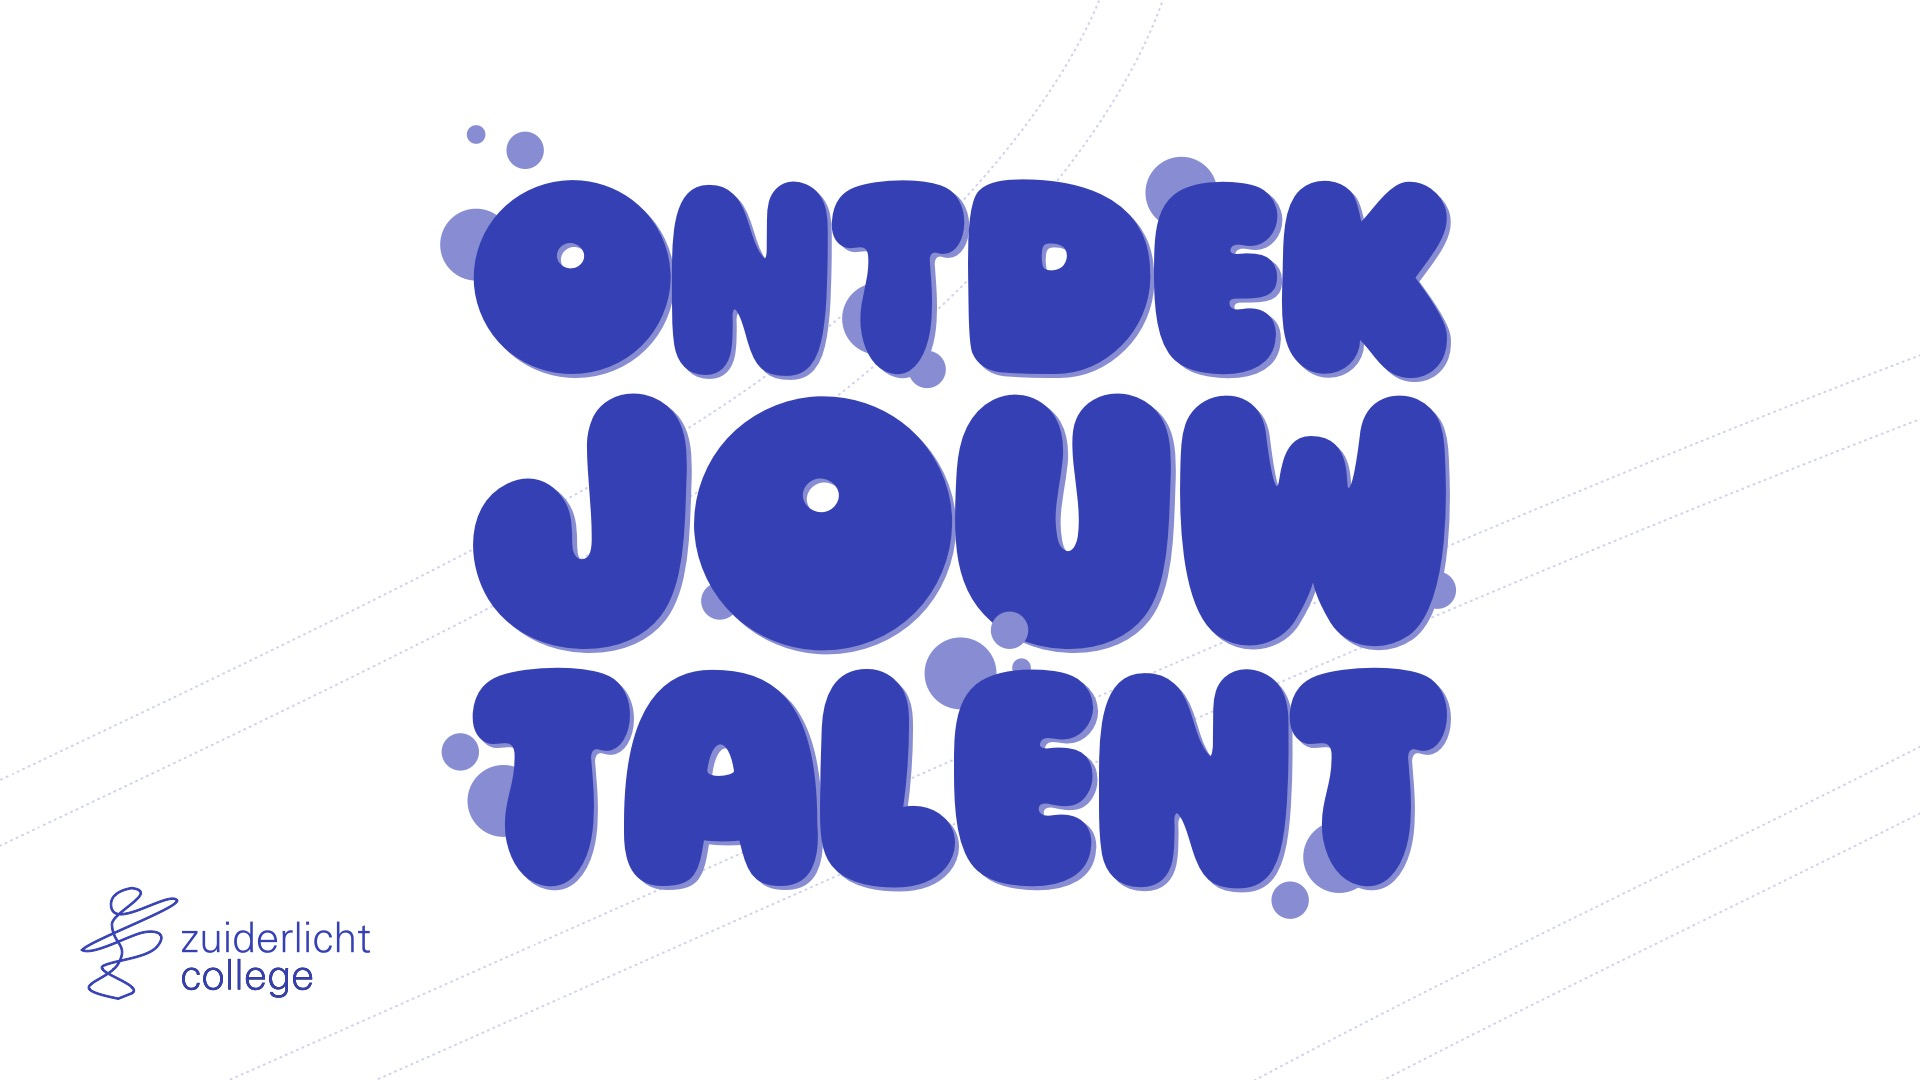 ONTDEK
JOUW
TALENT
zuiderlicht
college